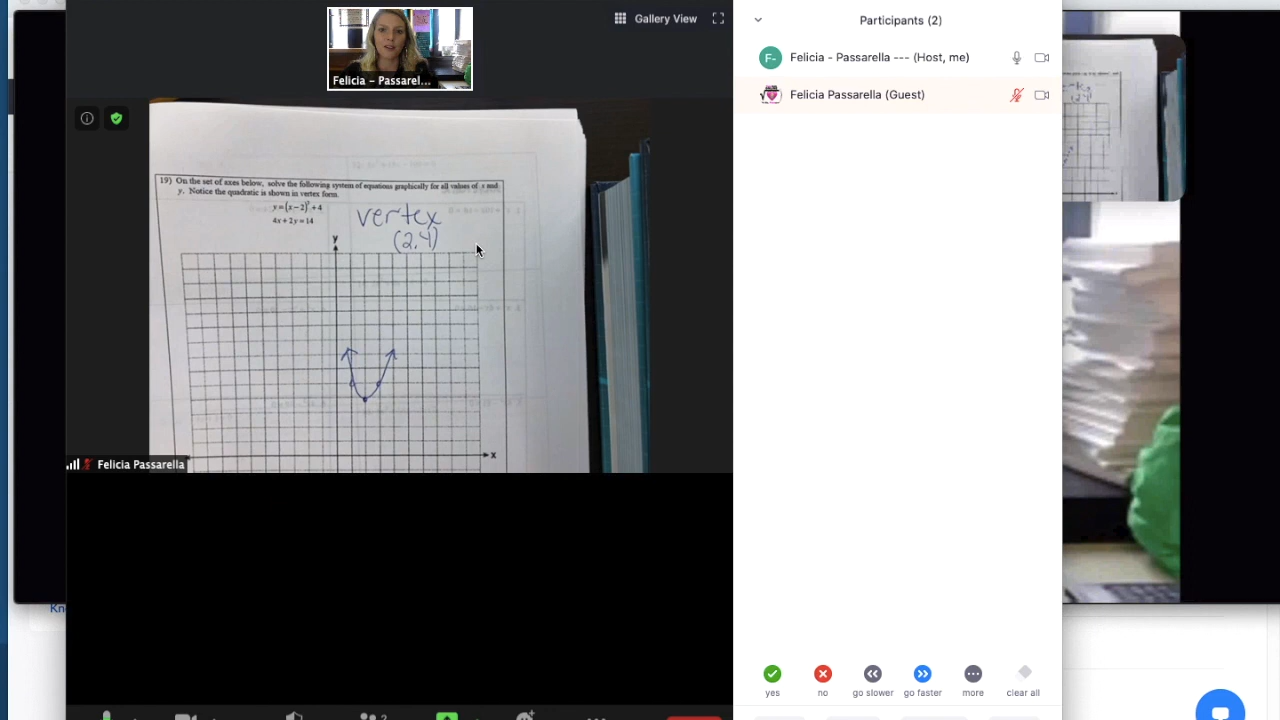 Gallery View
Felicia – Passarel...
19) On the set of axes below, solve the following system of equations graphically for all values of x and
y. Notice the quadratic is shown in vertex form.
y=(x−2)²+4
4x+2y=14
vertex
(2,4)
y
x
Felicia Passarella
Participants (2)
F-
Felicia - Passarella --- (Host, me)
Felicia Passarella (Guest)
yes
no
go slower
go faster
more
clear all
Kn
2